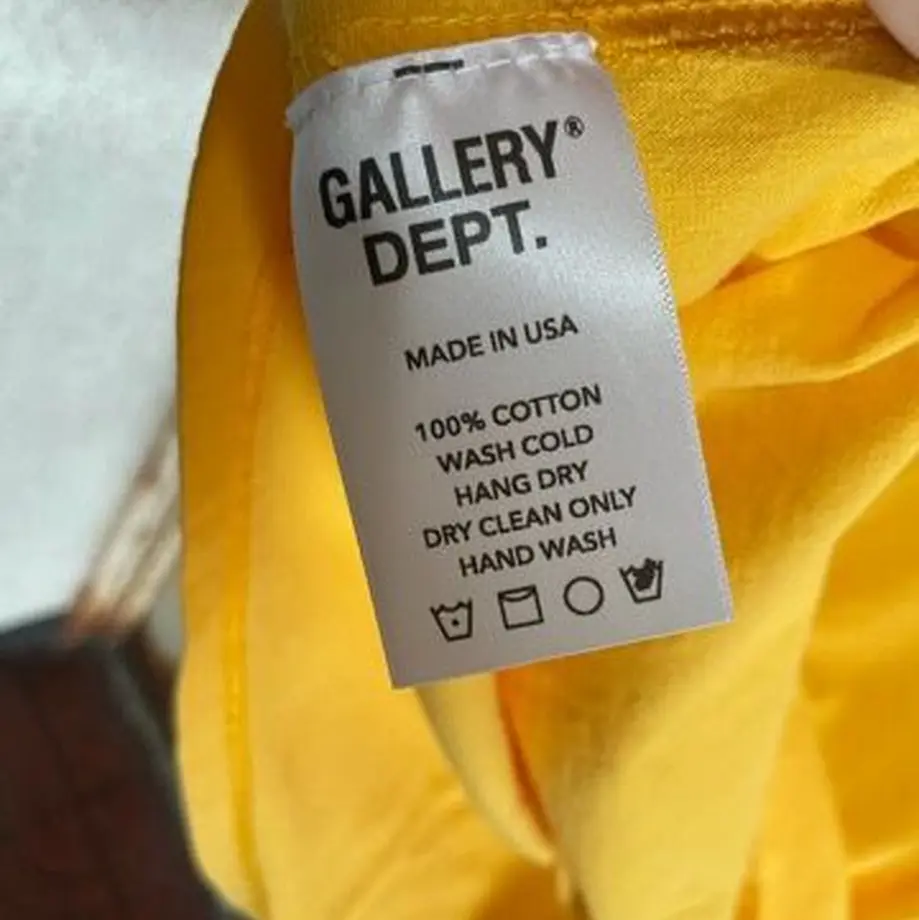 GALLERY®
DEPT.
MADE IN USA
100% COTTON
WASH COLD
HANG DRY
DRY CLEAN ONLY
HAND WASH